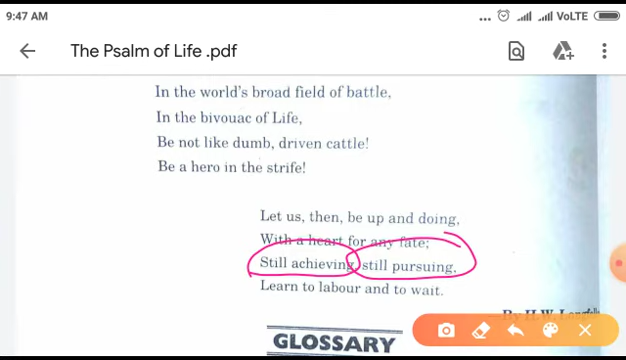 9:47 AM
... VoLTE
The Psalm of Life .pdf
In the world's broad field of battle,
In the bivouac of Life,
Be not like dumb, driven cattle!
Be a hero in the strife!
Let us, then, be up and doing,
With a heart for any fate;
Still achieving, still pursuing,
Learn to labour and to wait.
By H.W.
GLOSSARY